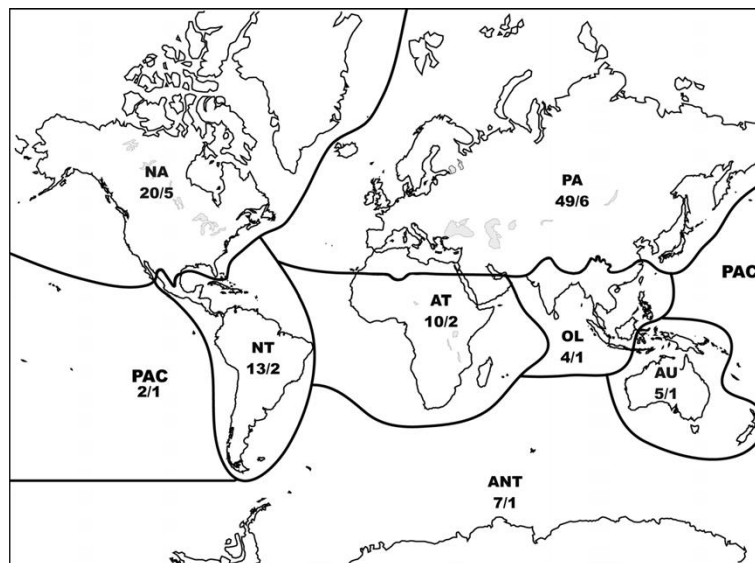 NA
20/5
PA
49/6
PAC
AT
10/2
OL
4/1
NT
13/2
AU
5/1
PAC
2/1
ANT
7/1